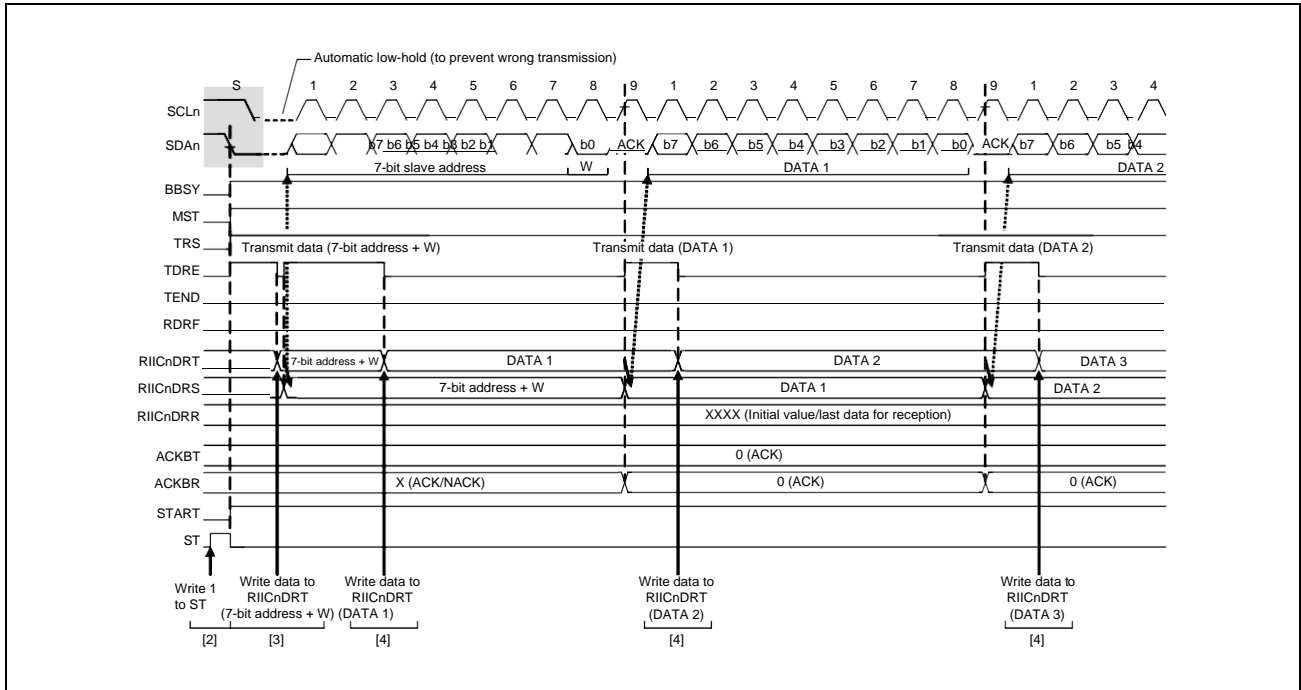 Automatic low-hold (to prevent wrong transmission)
S 1 2 3 4 5 6 7 8 9 1 2 3 4 5 6 7 8 9 1 2 3 4
SCLn
SDAn b7 b6 b5 b4 b3 b2 b1 b0 ACK b7 b6 b5 b4 b3 b2 b1 b0 ACK b7 b6 b5 b4
7-bit slave address W DATA 1 DATA 2
BBSY
MST
TRS
Transmit data (7-bit address + W) Transmit data (DATA 1) Transmit data (DATA 2)
TDRE
TEND
RDRF
RIICnDRT 7-bit address + W DATA 1 DATA 2 DATA 3
RIICnDRS 7-bit address + W DATA 1 DATA 2
RIICnDRR XXXX (Initial value/last data for reception)
ACKBT 0 (ACK)
ACKBR X (ACK/NACK) 0 (ACK) 0 (ACK)
START
ST
Write 1
to ST
Write data to
RIICnDRT
(7-bit address + W)
Write data to
RIICnDRT
(DATA 1)
Write data to
RIICnDRT
(DATA 2)
Write data to
RIICnDRT
(DATA 3)
[2] [3] [4] [4] [4]